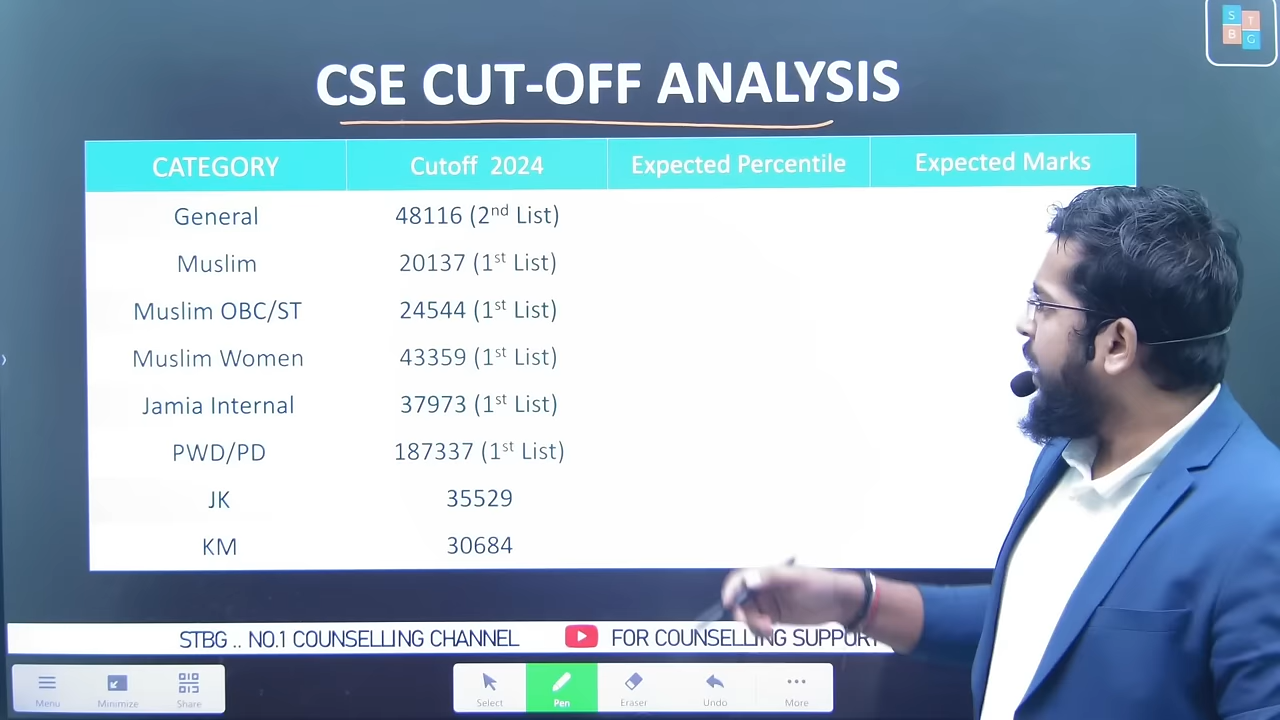 S T
B G
CSE CUT-OFF ANALYSIS
CATEGORY Cutoff 2024 Expected Percentile Expected Marks
General 48116 (2nd List)
Muslim 20137 (1st List)
Muslim OBC/ST 24544 (1st List)
Muslim Women 43359 (1st List)
Jamia Internal 37973 (1st List)
PWD/PD 187337 (1st List)
JK 35529
KM 30684
STBG .. NO.1 COUNSELLING CHANNEL FOR COUNSELLING SUPPORT
Menu Minimize Share Select Pen Eraser Undo More